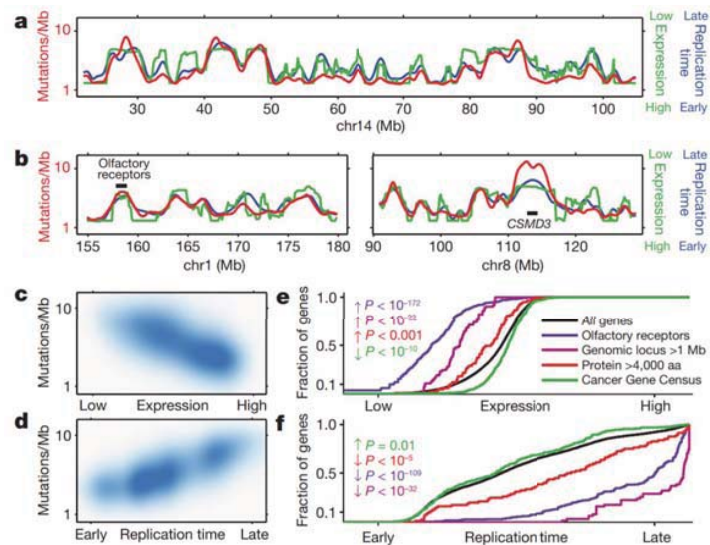 a
Mutations/Mb
10
1
30 40 50 60 70 80 90 100
chr14 (Mb)
Low Expression High
Late Replication time Early
b
Mutations/Mb
10
1
Olfactory
receptors
155 160 165 170 175 180
chr1 (Mb)
CSMD3
91 100 110 120
chr8 (Mb)
Low Expression High
Late Replication time Early
c
Mutations/Mb
10
1
Low Expression High
d
Mutations/Mb
10
1
Early Replication time Late
e
Fraction of genes
1.0
0.5
0.1
↑ P < 10⁻¹⁷²
↑ P < 10⁻²²
↑ P < 0.001
↓ P < 10⁻¹⁰
All genes
Olfactory receptors
Genomic locus >1 Mb
Protein >4,000 aa
Cancer Gene Census
Low Expression High
f
Fraction of genes
1.0
0.5
0.1
↑ P = 0.01
↓ P < 10⁻⁵
↓ P < 10⁻¹⁰⁹
↓ P < 10⁻³²
Early Replication time Late